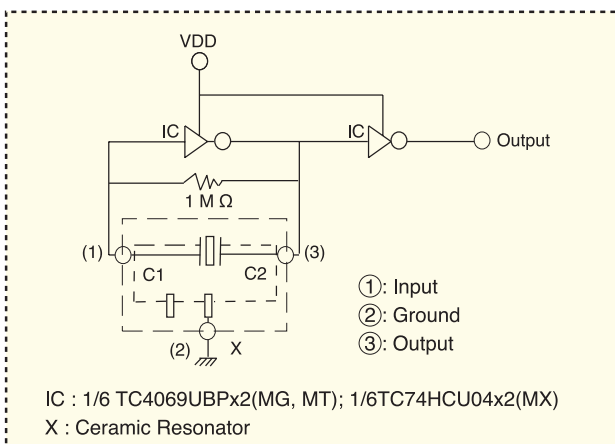 VDD
IC
IC
Output
1 M Ω
(1)
(3)
C1
C2
①: Input
②: Ground
(2)
X
③: Output
IC : 1/6 TC4069UBPx2(MG, MT); 1/6TC74HCU04x2(MX)
X : Ceramic Resonator